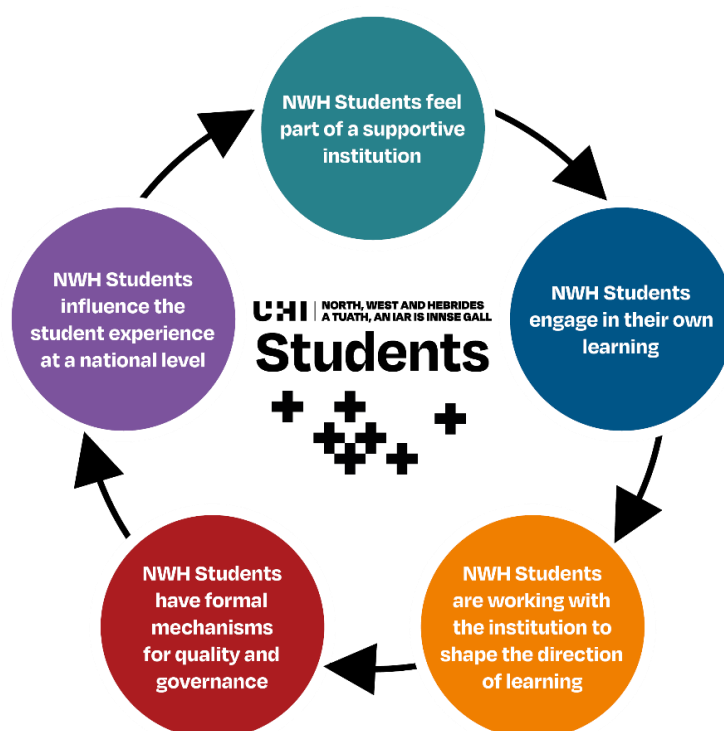 NWH Students feel
part of a supportive
institution
NWH Students
engage in their own
learning
NWH Students
are working with
the institution to
shape the direction
of learning
NWH Students
have formal
mechanisms
for quality and
governance
NWH Students
influence the
student experience
at a national level
UHI NORTH, WEST AND HEBRIDES
A TUATH, AN IAR IS INNSE GALL
Students